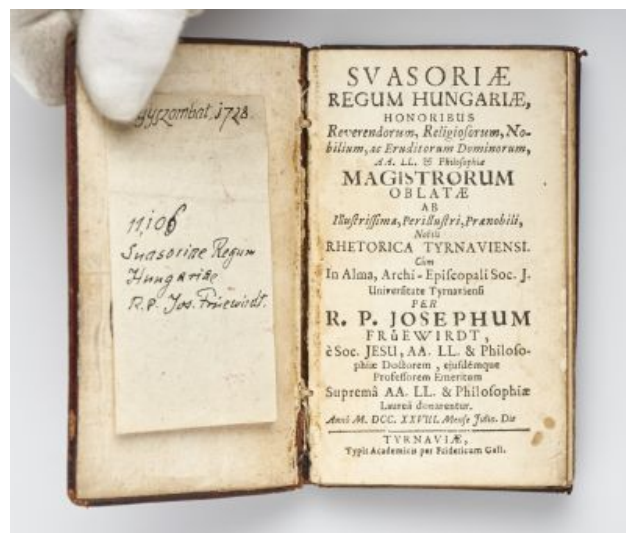 gyszombat, 1728.
11106
Suasoriae Regum
Hungariae
R. P. Jos. Früewirdt.
SVASORIÆ
REGUM HUNGARIÆ,
HONORIBUS
Reverendorum, Religioſorum, No-
bilium, ac Eruditorum Dominorum,
AA. LL. & Philoſophiæ
MAGISTRORUM
OBLATÆ
AB
Illuſtriſſima, Perilluſtri, Prænobili,
Nobili
RHETORICA TYRNAVIENSI.
Cùm
In Alma, Archi-Epiſcopali Soc. J.
Univerſitate Tyrnavienſi
PER
R. P. JOSEPHUM
FRůEWIRDT,
è Soc. JESU, AA. LL. & Philoſo-
phiæ Doctorem, ejuſdémque
Profeſſorem Emeritum
Supremâ AA. LL. & Philoſophiæ
Laureâ donarentur.
Anno M. DCC. XXVIII. Menſe Julio. Die
TYRNAVIÆ,
Typis Academicis per Fridericum Gall.